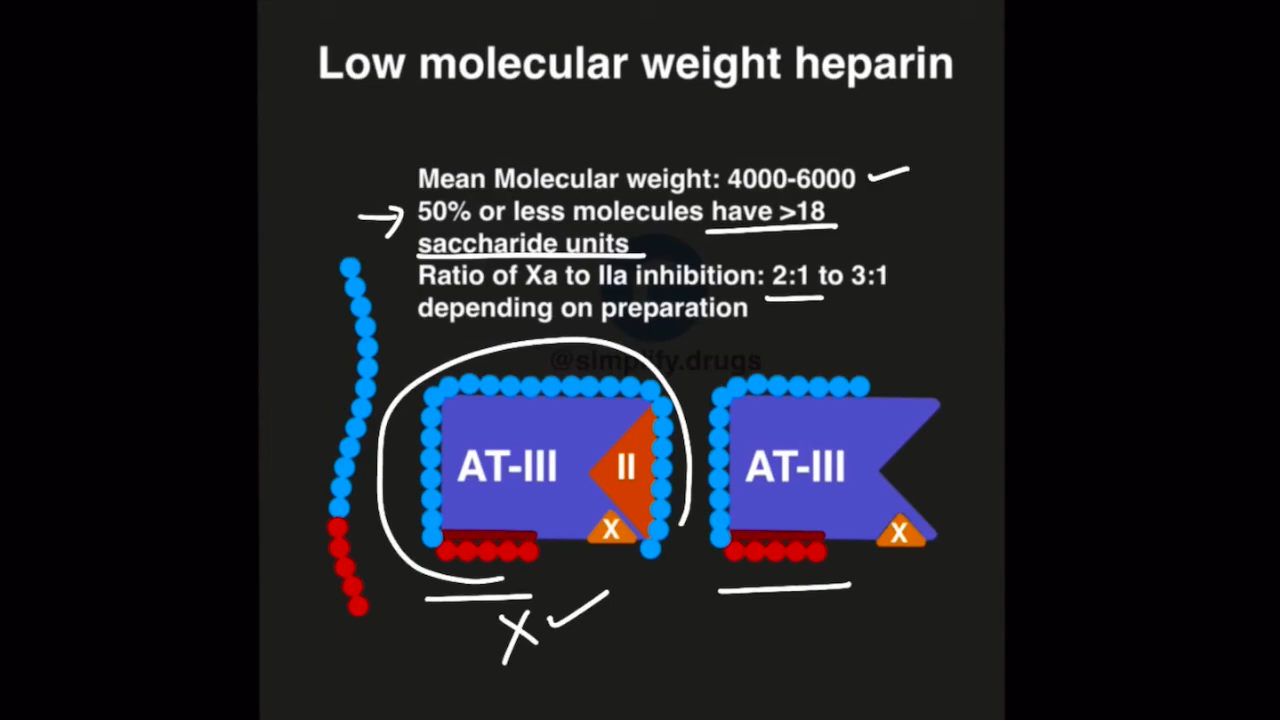 Low molecular weight heparin
Mean Molecular weight: 4000-6000
50% or less molecules have >18
saccharide units
Ratio of Xa to IIa inhibition: 2:1 to 3:1
depending on preparation
@simplify.drugs
AT-III II X
AT-III X
X